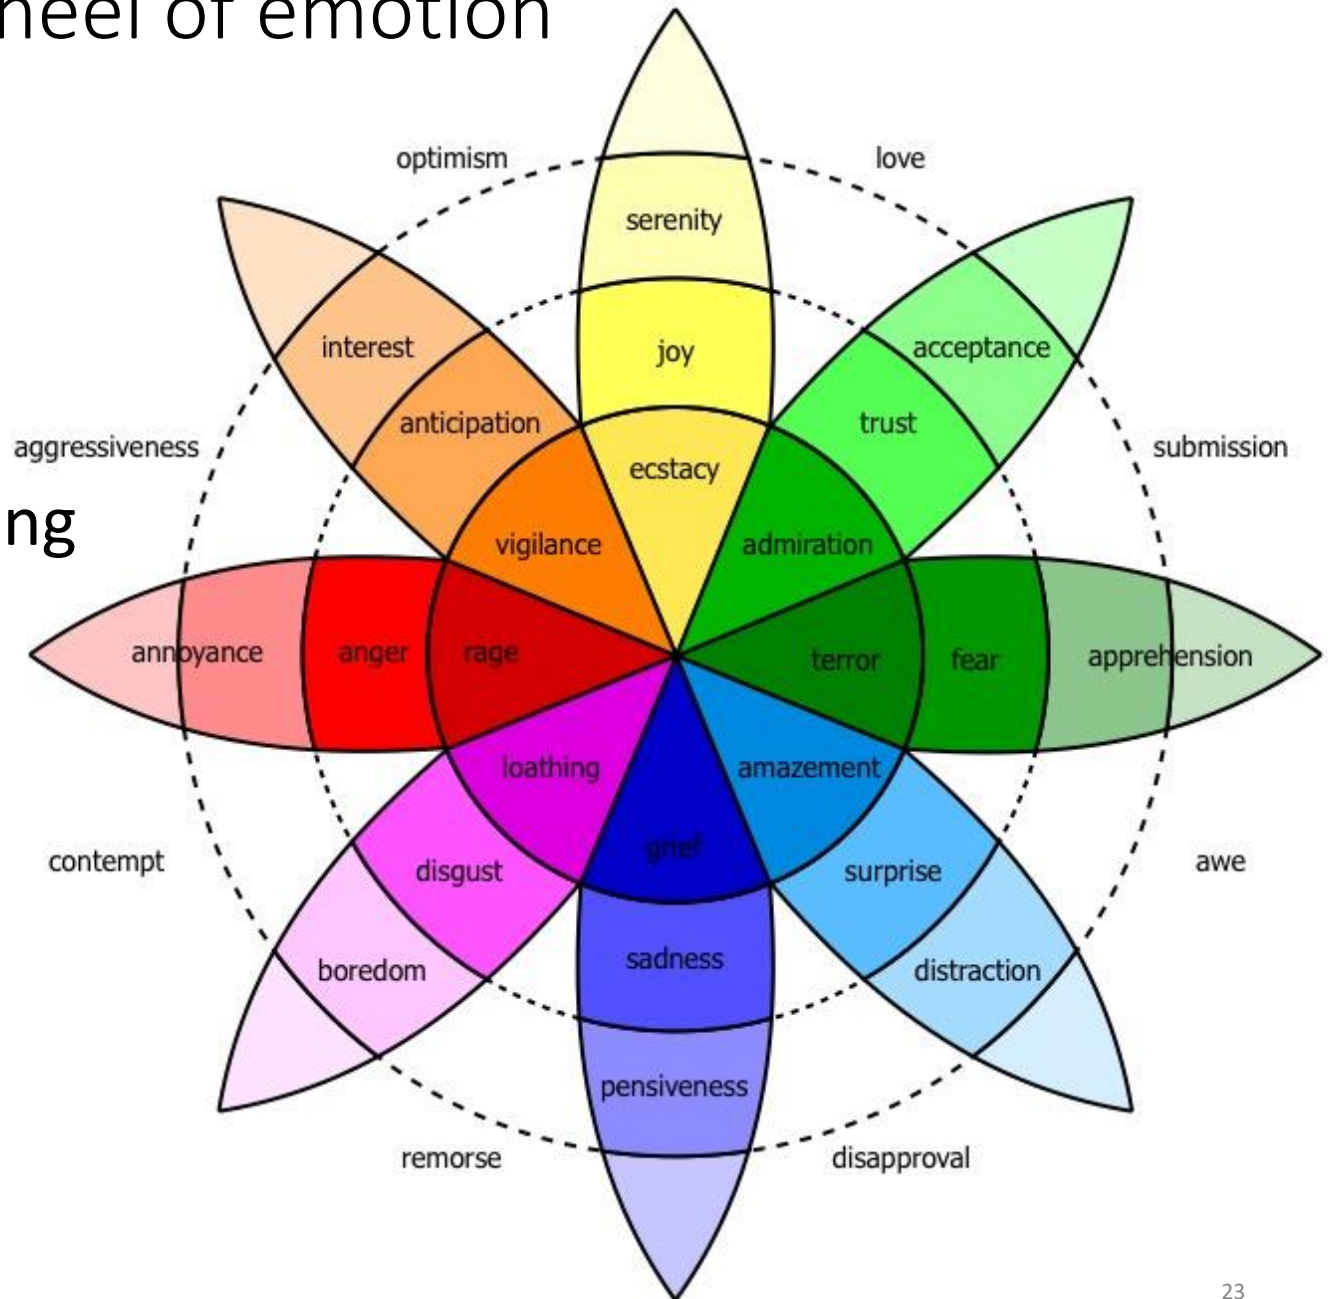 heel of emotion
optimism
love
serenity
interest
joy
acceptance
anticipation
trust
aggressiveness
submission
ecstacy
ng
vigilance
admiration
annoyance
anger
rage
terror
fear
apprehension
loathing
amazement
grief
contempt
disgust
surprise
awe
sadness
boredom
distraction
pensiveness
remorse
disapproval
23